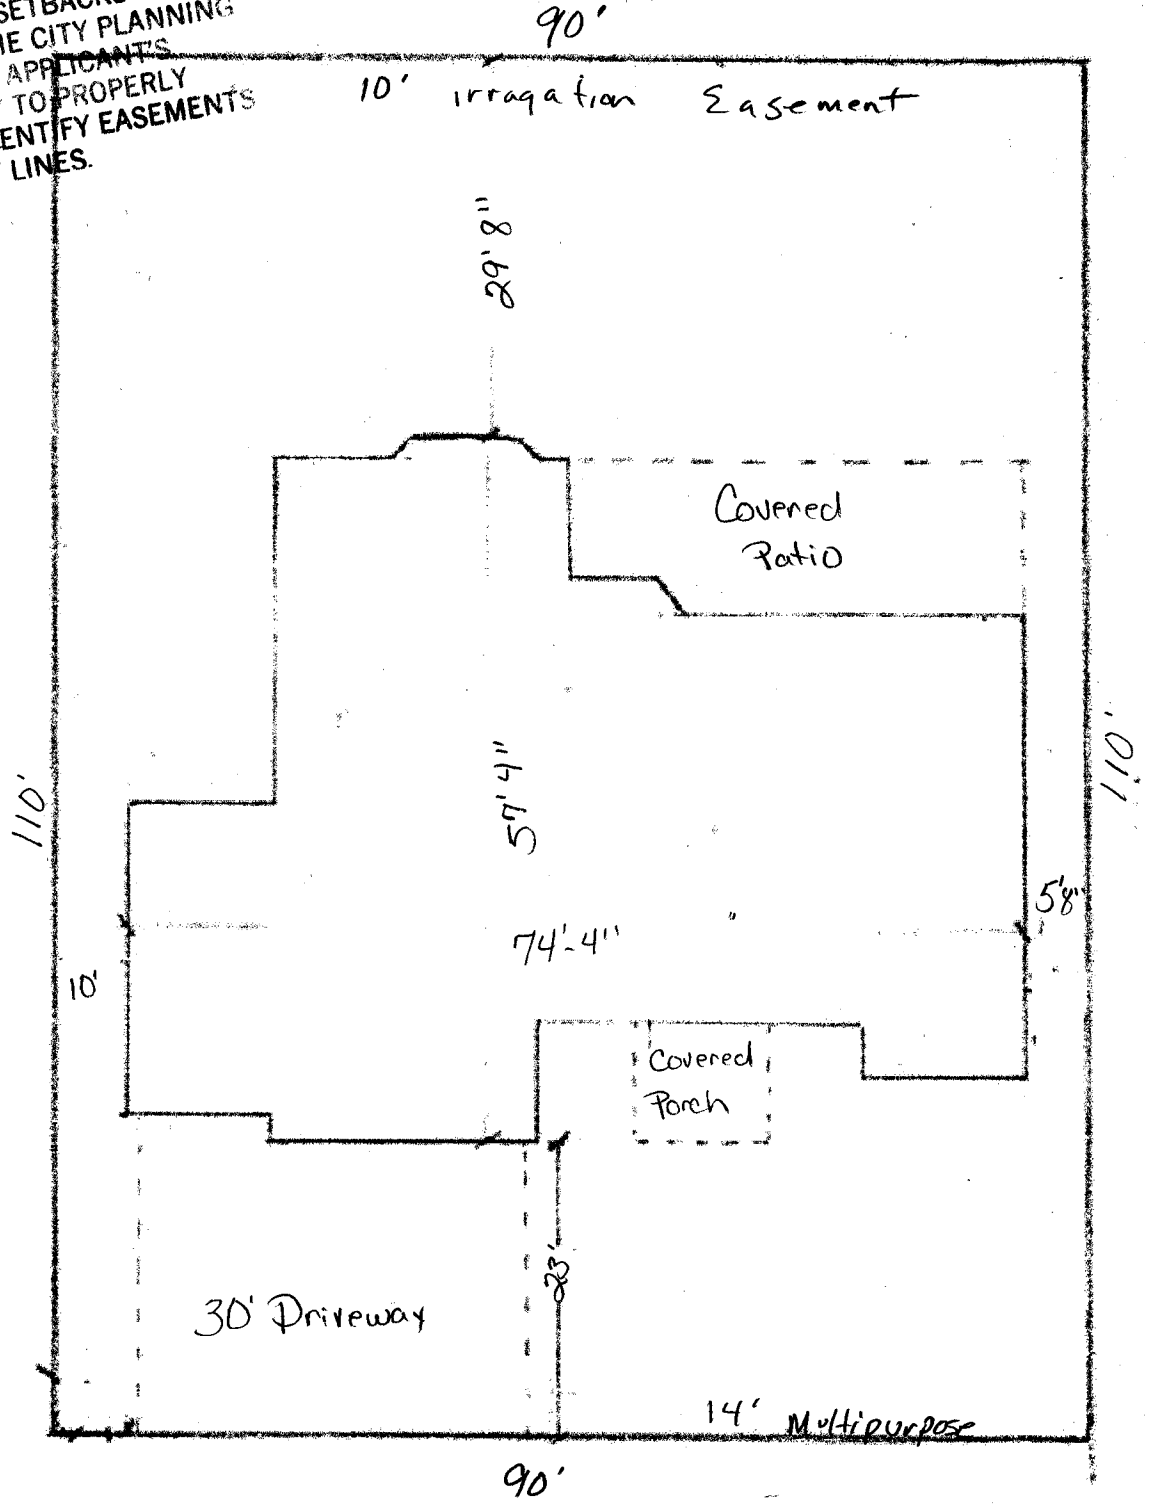 SETBACKS
THE CITY PLANNING
APPLICANT'S
TO PROPERLY
IDENTIFY EASEMENTS
LINES.
90'
10' irragation Easement
29' 8"
Covered
Patio
110'
110'
57' 4"
5'8"
74'-4"
10'
Covered
Porch
23'
30' Driveway
14' Multipurpose
90'